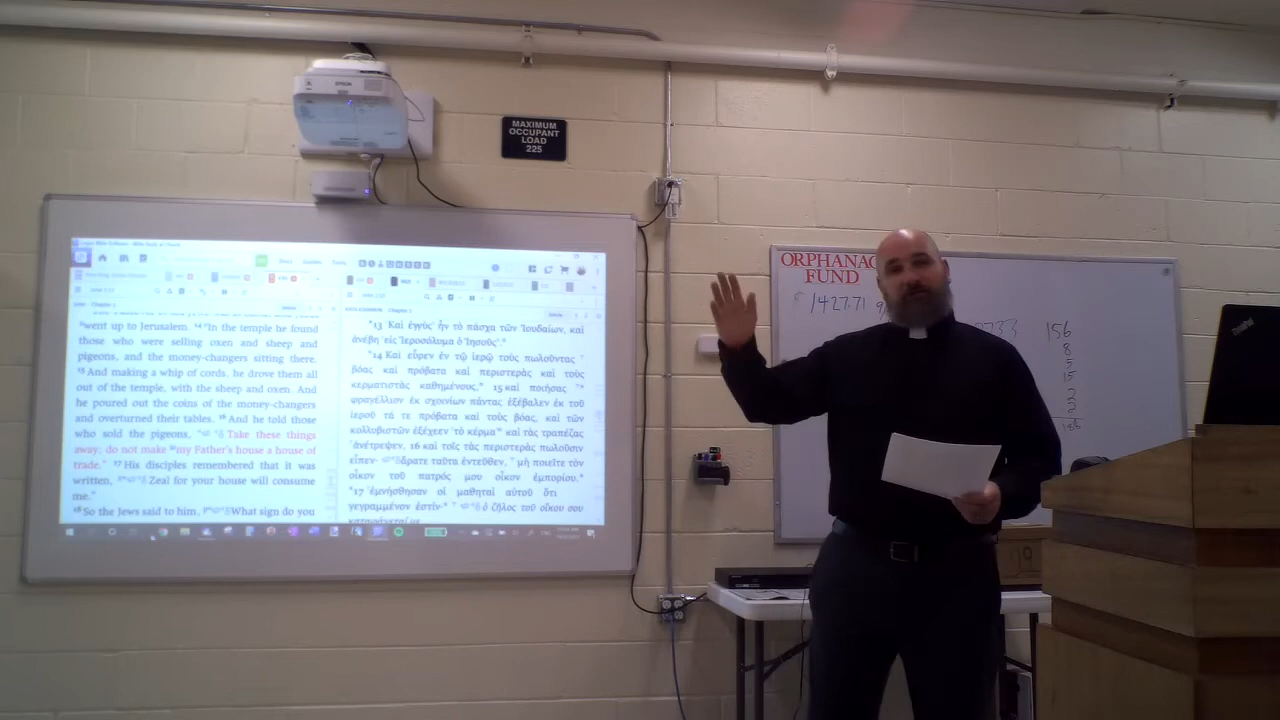 EPSON
MAXIMUM
OCCUPANT
LOAD
225
Docs Guides Tools
went up to Jerusalem. 14 In the temple he found
those who were selling oxen and sheep and
pigeons, and the money-changers sitting there.
15 And making a whip of cords, he drove them all
out of the temple, with the sheep and oxen. And
he poured out the coins of the money-changers
and overturned their tables. 16 And he told those
who sold the pigeons, Take these things
away; do not make my Father's house a house of
trade." 17 His disciples remembered that it was
written, Zeal for your house will consume
me."
18 So the Jews said to him, What sign do you
13 Καὶ ἐγγὺς ἦν τὸ πάσχα τῶν Ἰουδαίων, καὶ
ἀνέβη εἰς Ἱεροσόλυμα ὁ Ἰησοῦς.
14 Καὶ εὗρεν ἐν τῷ ἱερῷ τοὺς πωλοῦντας
βόας καὶ πρόβατα καὶ περιστερὰς καὶ τοὺς
κερματιστὰς καθημένους, 15 καὶ ποιήσας
φραγέλλιον ἐκ σχοινίων πάντας ἐξέβαλεν ἐκ τοῦ
ἱεροῦ τά τε πρόβατα καὶ τοὺς βόας, καὶ τῶν
κολλυβιστῶν ἐξέχεεν τὸ κέρμα καὶ τὰς τραπέζας
ἀνέτρεψεν, 16 καὶ τοῖς τὰς περιστερὰς πωλοῦσιν
εἶπεν· ἄρατε ταῦτα ἐντεῦθεν, μὴ ποιεῖτε τὸν
οἶκον τοῦ πατρός μου οἶκον ἐμπορίου.
17 ἐμνήσθησαν οἱ μαθηταὶ αὐτοῦ ὅτι
γεγραμμένον ἐστίν· ὁ ζῆλος τοῦ οἴκου σου
καταφάγεταί με.
ORPHANAG
FUND
1427.71
156
8
5
15
2
ThinkPad